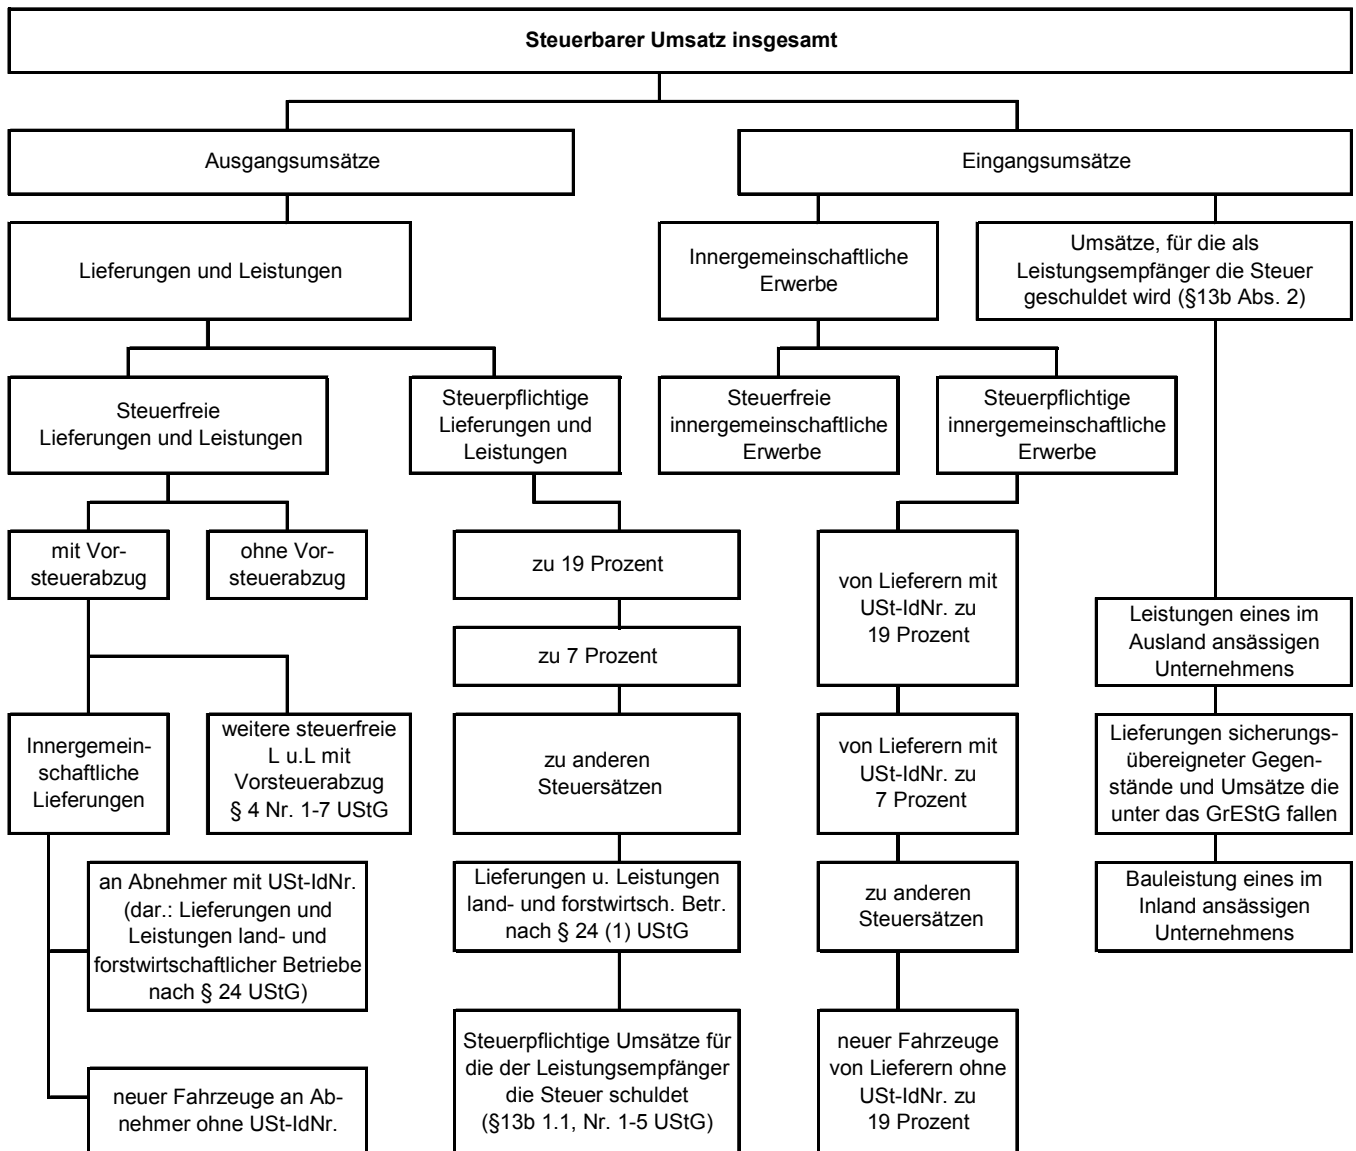 Steuerbarer Umsatz insgesamt
Ausgangsumsätze
Eingangsumsätze
Lieferungen und Leistungen
Innergemeinschaftliche
Erwerbe
Umsätze, für die als
Leistungsempfänger die Steuer
geschuldet wird (§13b Abs. 2)
Steuerfreie
Lieferungen und Leistungen
Steuerpflichtige
Lieferungen und
Leistungen
Steuerfreie
innergemeinschaftliche
Erwerbe
Steuerpflichtige
innergemeinschaftliche
Erwerbe
mit Vor-
steuerabzug
ohne Vor-
steuerabzug
zu 19 Prozent
von Lieferern mit
USt-IdNr. zu
19 Prozent
Leistungen eines im
Ausland ansässigen
Unternehmens
zu 7 Prozent
Innergemein-
schaftliche
Lieferungen
weitere steuerfreie
L u.L mit
Vorsteuerabzug
§ 4 Nr. 1-7 UStG
zu anderen
Steuersätzen
von Lieferern mit
USt-IdNr. zu
7 Prozent
Lieferungen sicherungs-
übereigneter Gegen-
stände und Umsätze die
unter das GrEStG fallen
an Abnehmer mit USt-IdNr.
(dar.: Lieferungen und
Leistungen land- und
forstwirtschaftlicher Betriebe
nach § 24 UStG)
Lieferungen u. Leistungen
land- und forstwirtsch. Betr.
nach § 24 (1) UStG
zu anderen
Steuersätzen
Bauleistung eines im
Inland ansässigen
Unternehmens
neuer Fahrzeuge an Ab-
nehmer ohne USt-IdNr.
Steuerpflichtige Umsätze für
die der Leistungsempfänger
die Steuer schuldet
(§13b 1.1, Nr. 1-5 UStG)
neuer Fahrzeuge
von Lieferern ohne
USt-IdNr. zu
19 Prozent